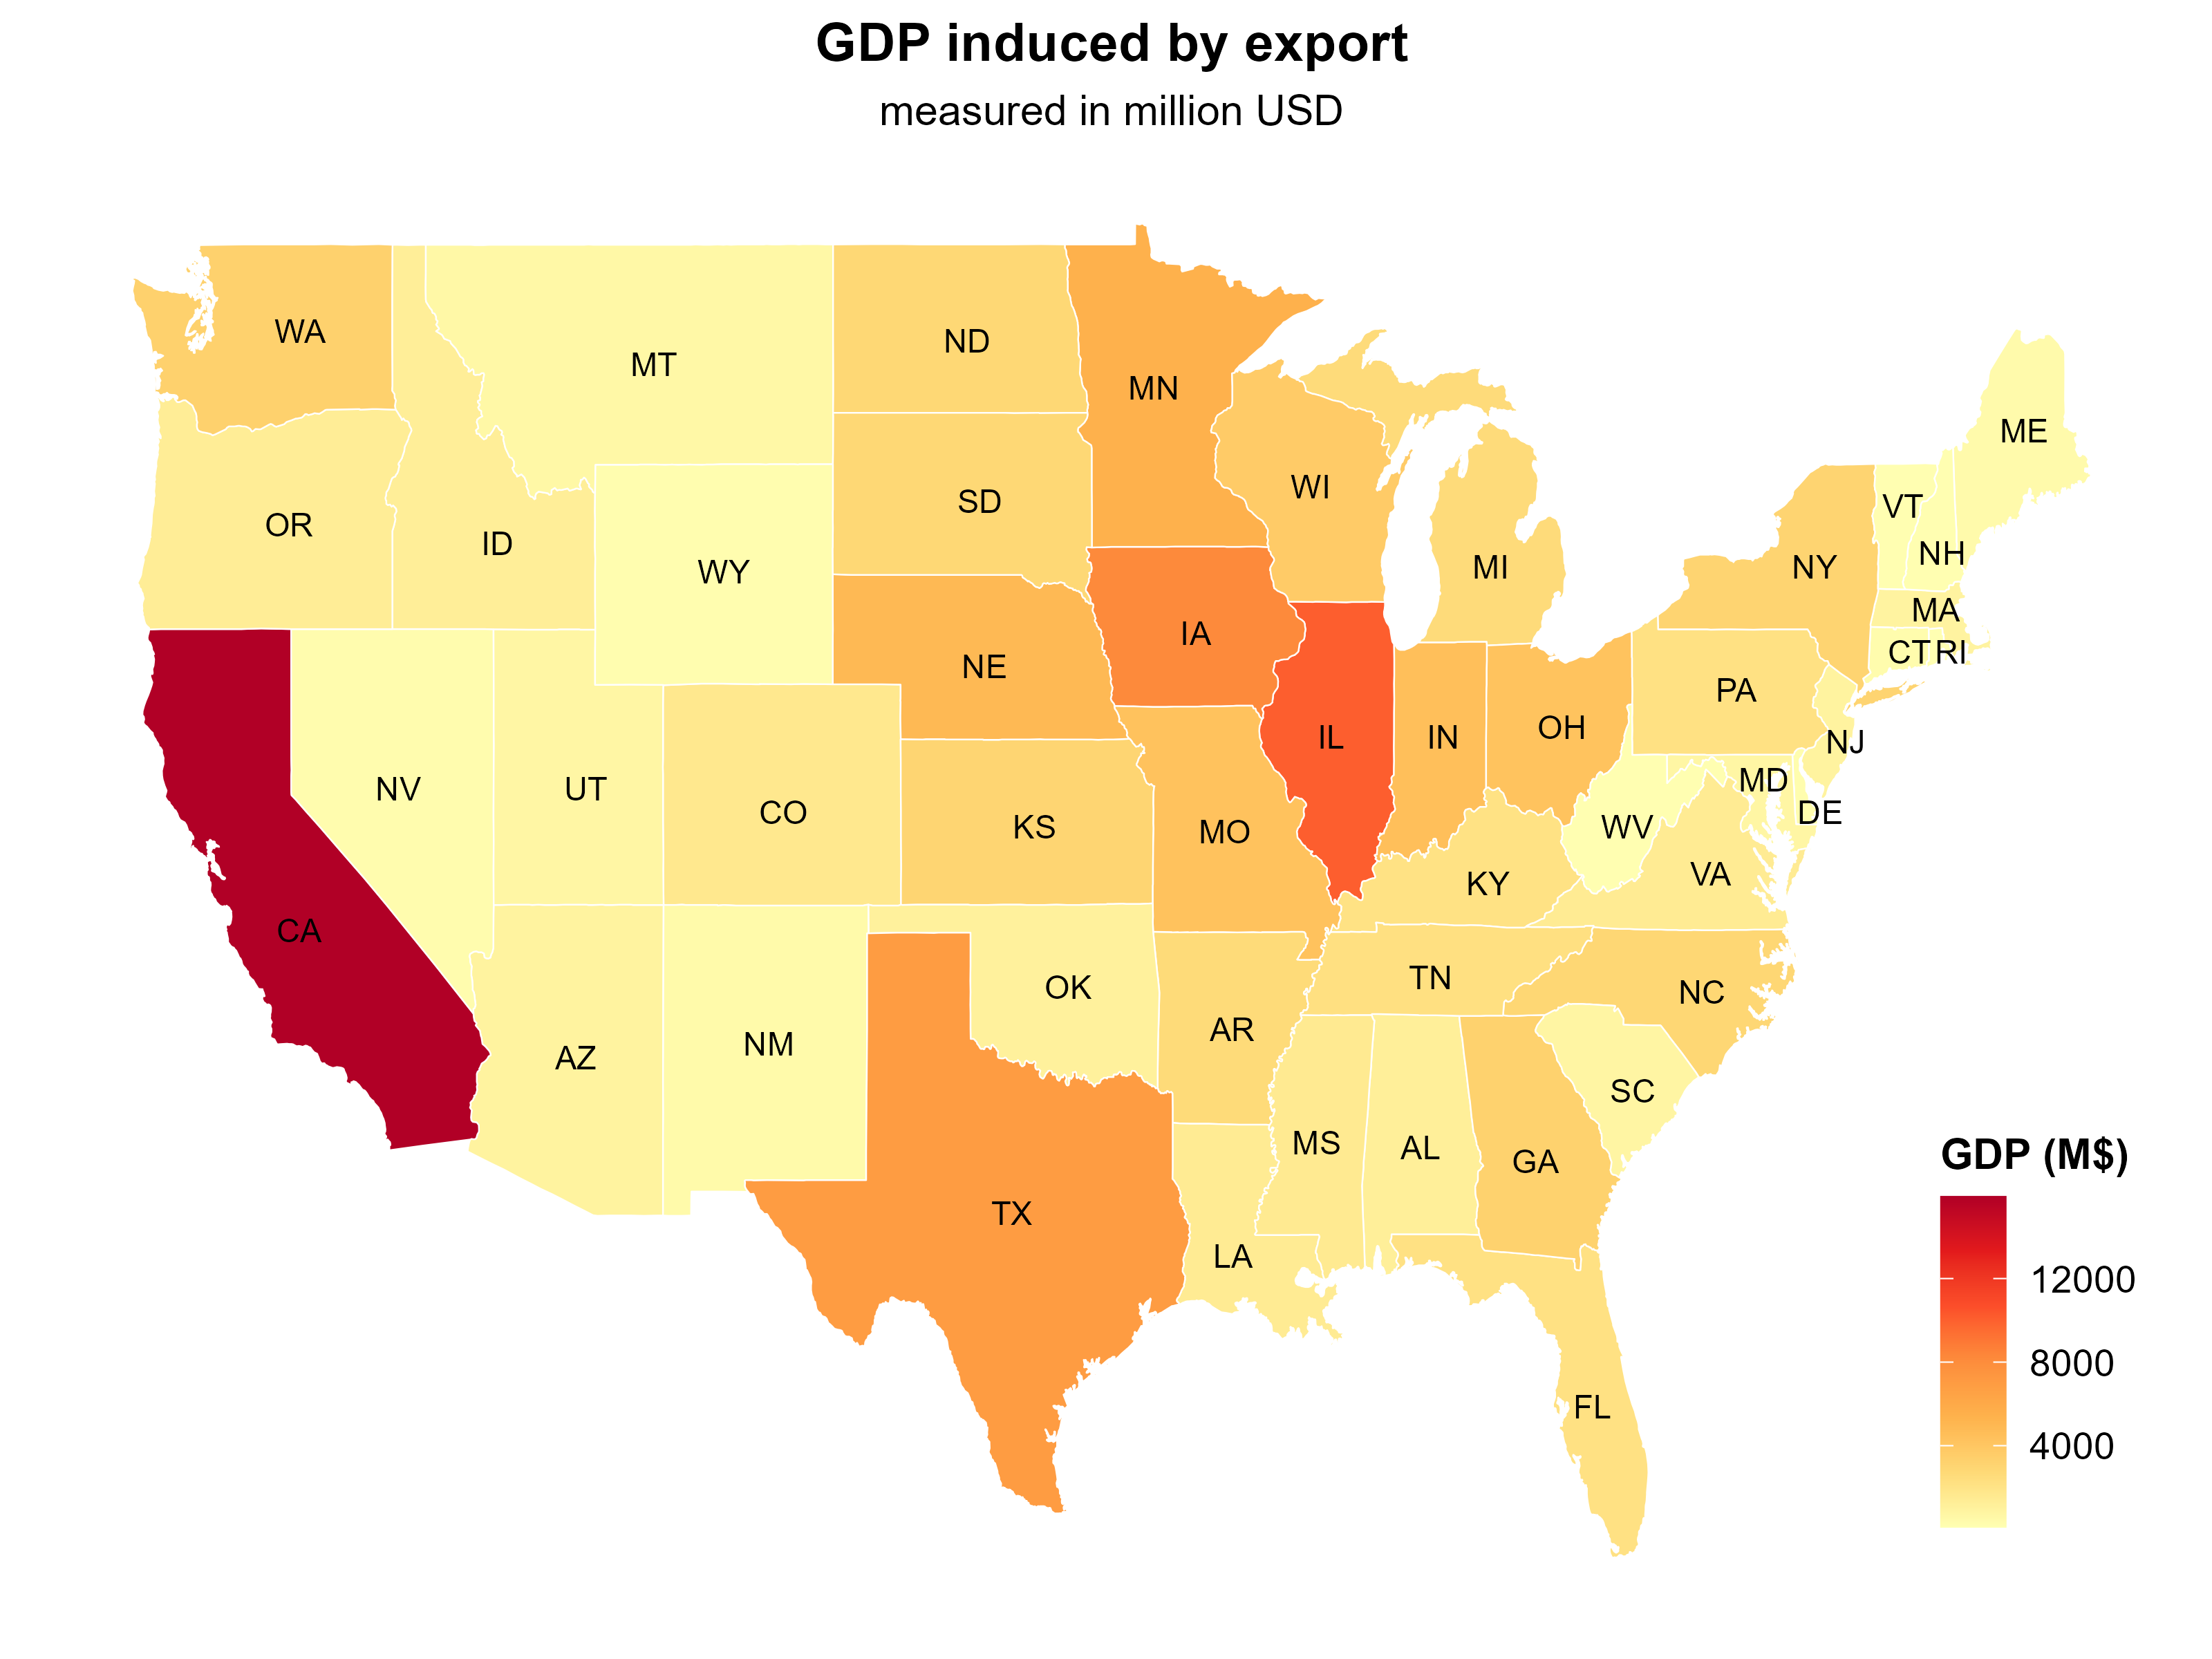 GDP induced by export
measured in million USD
WA
MT
ND
MN
ME
OR
ID
WY
SD
WI
MI
NY
VT
NH
MA
CT
RI
NE
IA
PA
NJ
NV
UT
CO
KS
MO
IL
IN
OH
MD
DE
WV
VA
KY
CA
AZ
NM
OK
AR
TN
NC
SC
TX
LA
MS
AL
GA
FL
GDP (M$)
12000
8000
4000